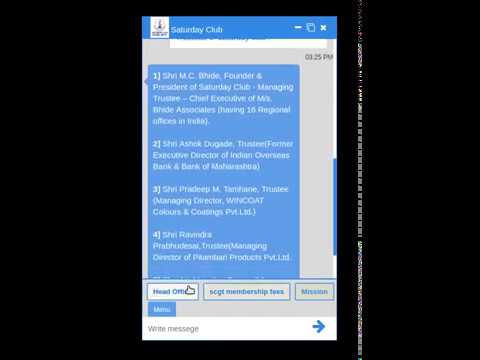 Saturday Club
03:25 PM
1] Shri M.C. Bhide, Founder &
President of Saturday Club - Managing
Trustee – Chief Executive of M/s.
Bhide Associates (having 16 Regional
offices in India).
2] Shri Ashok Dugade, Trustee(Former
Executive Director of Indian Overseas
Bank & Bank of Maharashtra)
3] Shri Pradeep M. Tamhane, Trustee
(Managing Director, WINCOAT
Colours & Coatings Pvt.Ltd.)
4] Shri Ravindra
Prabhudesai,Trustee(Managing
Director of Pitambari Products Pvt.Ltd.
Head Offi
scgt membership fees
Mission
Menu
Write messege